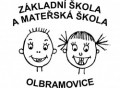 ZÁKLADNÍ ŠKOLA
A MATEŘSKÁ ŠKOLA
OLBRAMOVICE